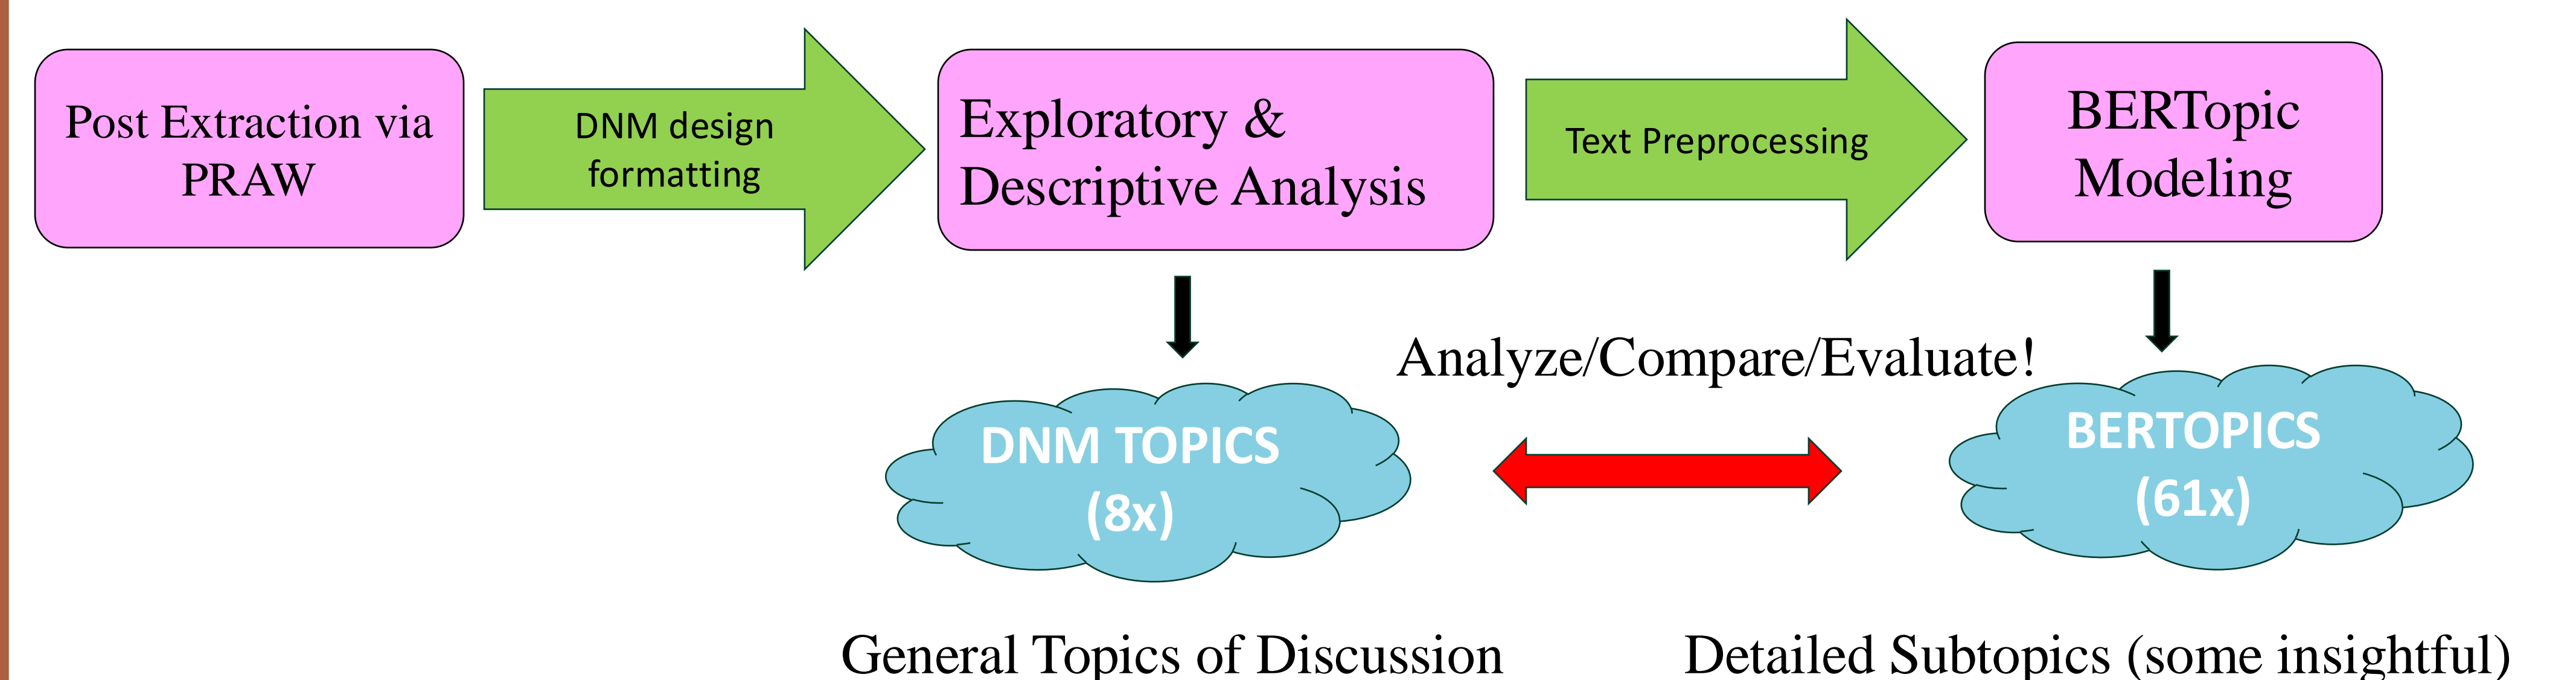 Post Extraction via
PRAW
DNM design
formatting
Exploratory &
Descriptive Analysis
Text Preprocessing
BERTopic
Modeling
Analyze/Compare/Evaluate!
DNM TOPICS
(8x)
BERTOPICS
(61x)
General Topics of Discussion
Detailed Subtopics (some insightful)